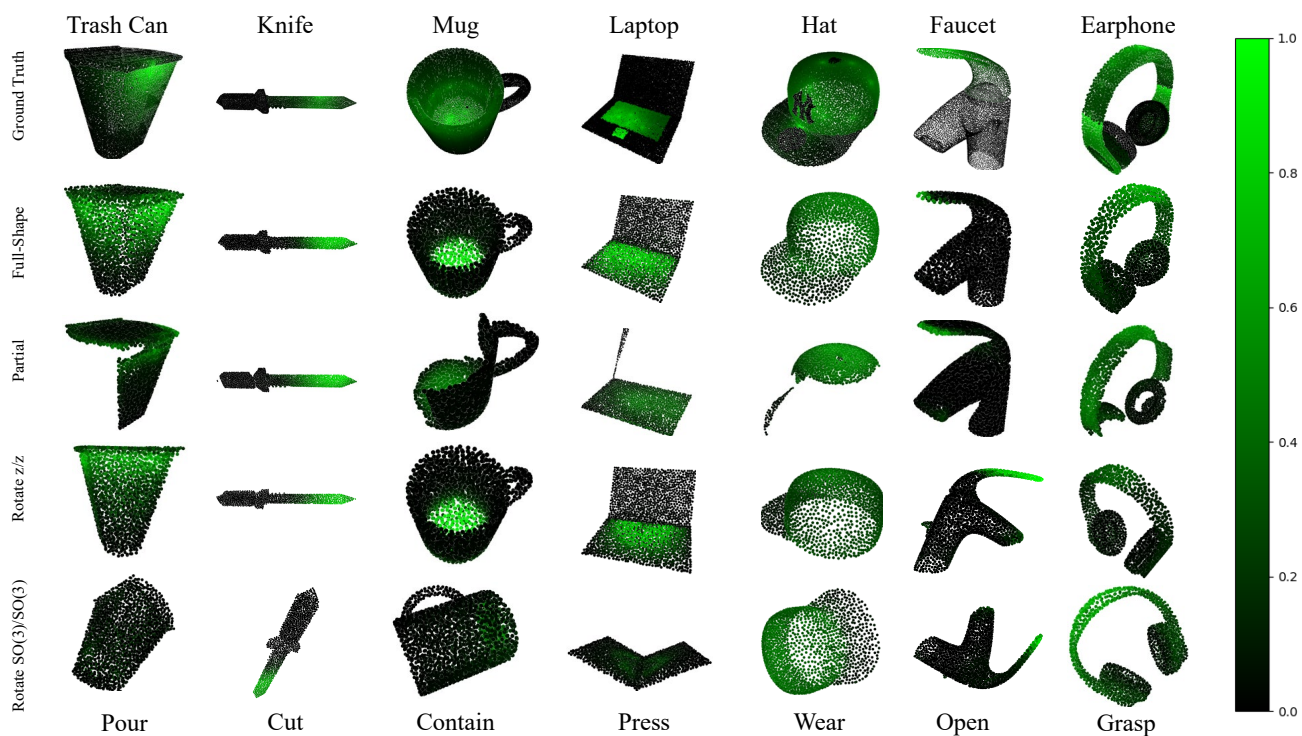 Trash Can Knife Mug Laptop Hat Faucet Earphone
Ground Truth
Full-Shape
Partial
Rotate z/z
Rotate SO(3)/SO(3)
Pour Cut Contain Press Wear Open Grasp
1.0
0.8
0.6
0.4
0.2
0.0
NY